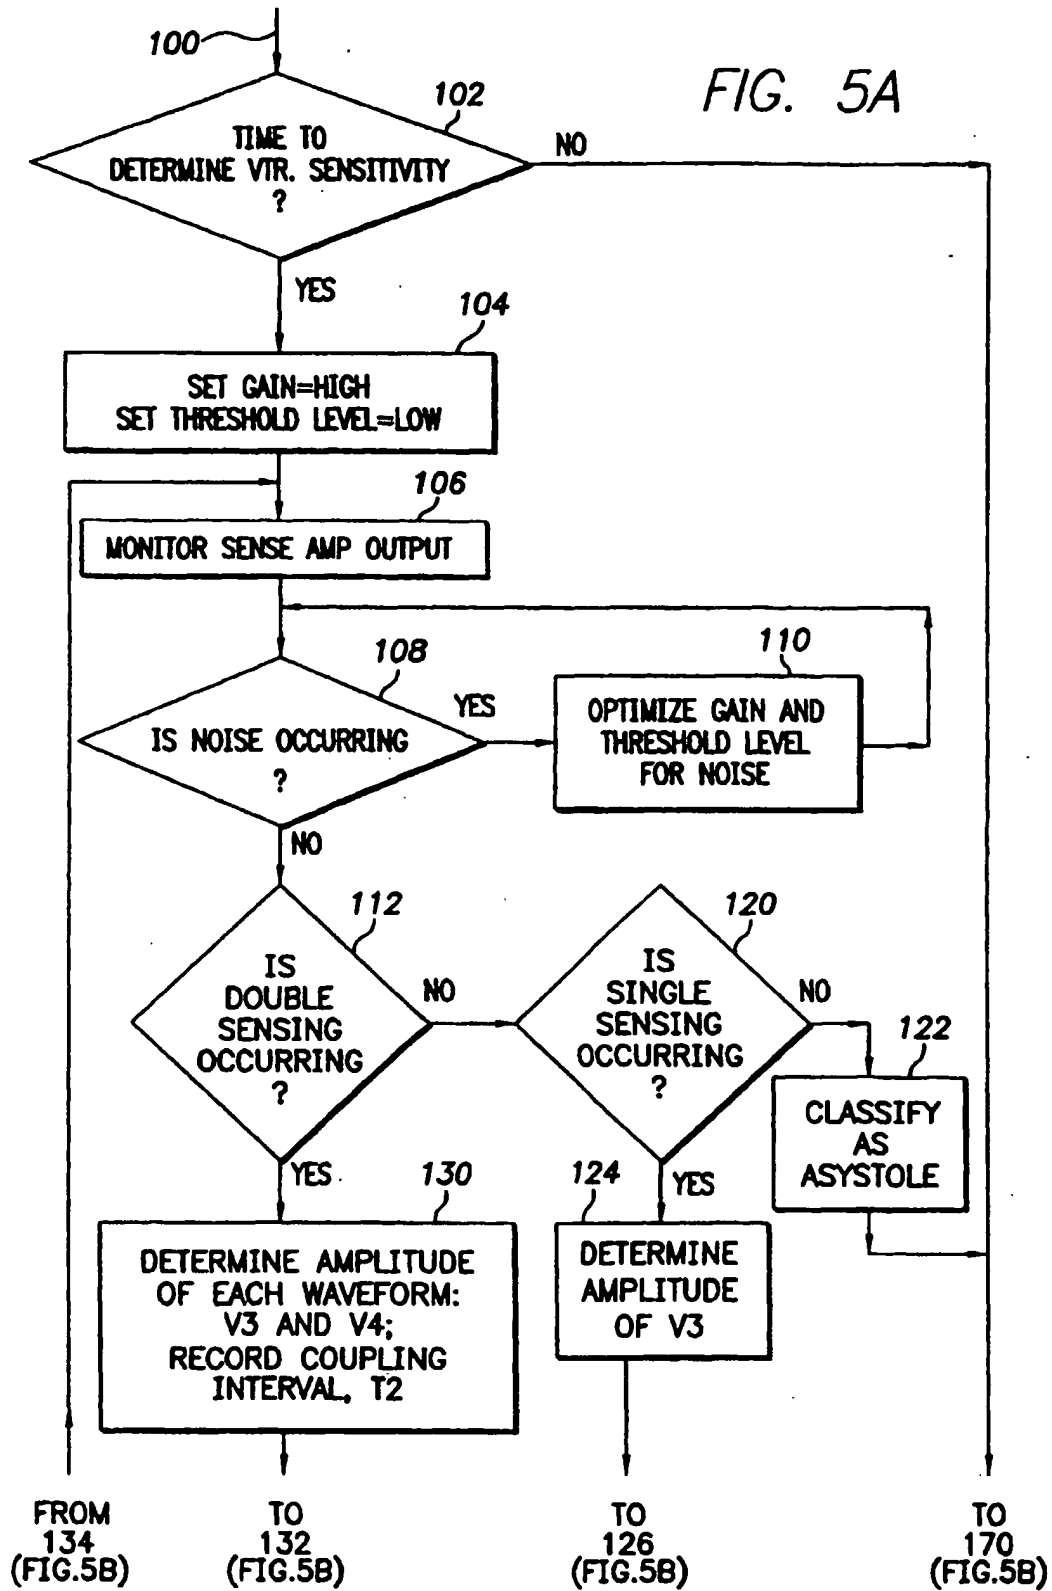 100
FIG. 5A
102
TIME TO
DETERMINE VTR. SENSITIVITY
?
NO
YES
104
SET GAIN=HIGH
SET THRESHOLD LEVEL=LOW
106
MONITOR SENSE AMP OUTPUT
108
IS NOISE OCCURRING
?
YES
110
OPTIMIZE GAIN AND
THRESHOLD LEVEL
FOR NOISE
NO
112
IS
DOUBLE
SENSING
OCCURRING
?
NO
120
IS
SINGLE
SENSING
OCCURRING
?
NO
122
CLASSIFY
AS
ASYSTOLE
YES
130
DETERMINE AMPLITUDE
OF EACH WAVEFORM:
V3 AND V4;
RECORD COUPLING
INTERVAL, T2
124
YES
DETERMINE
AMPLITUDE
OF V3
FROM
134
(FIG.5B)
TO
132
(FIG.5B)
TO
126
(FIG.5B)
TO
170
(FIG.5B)